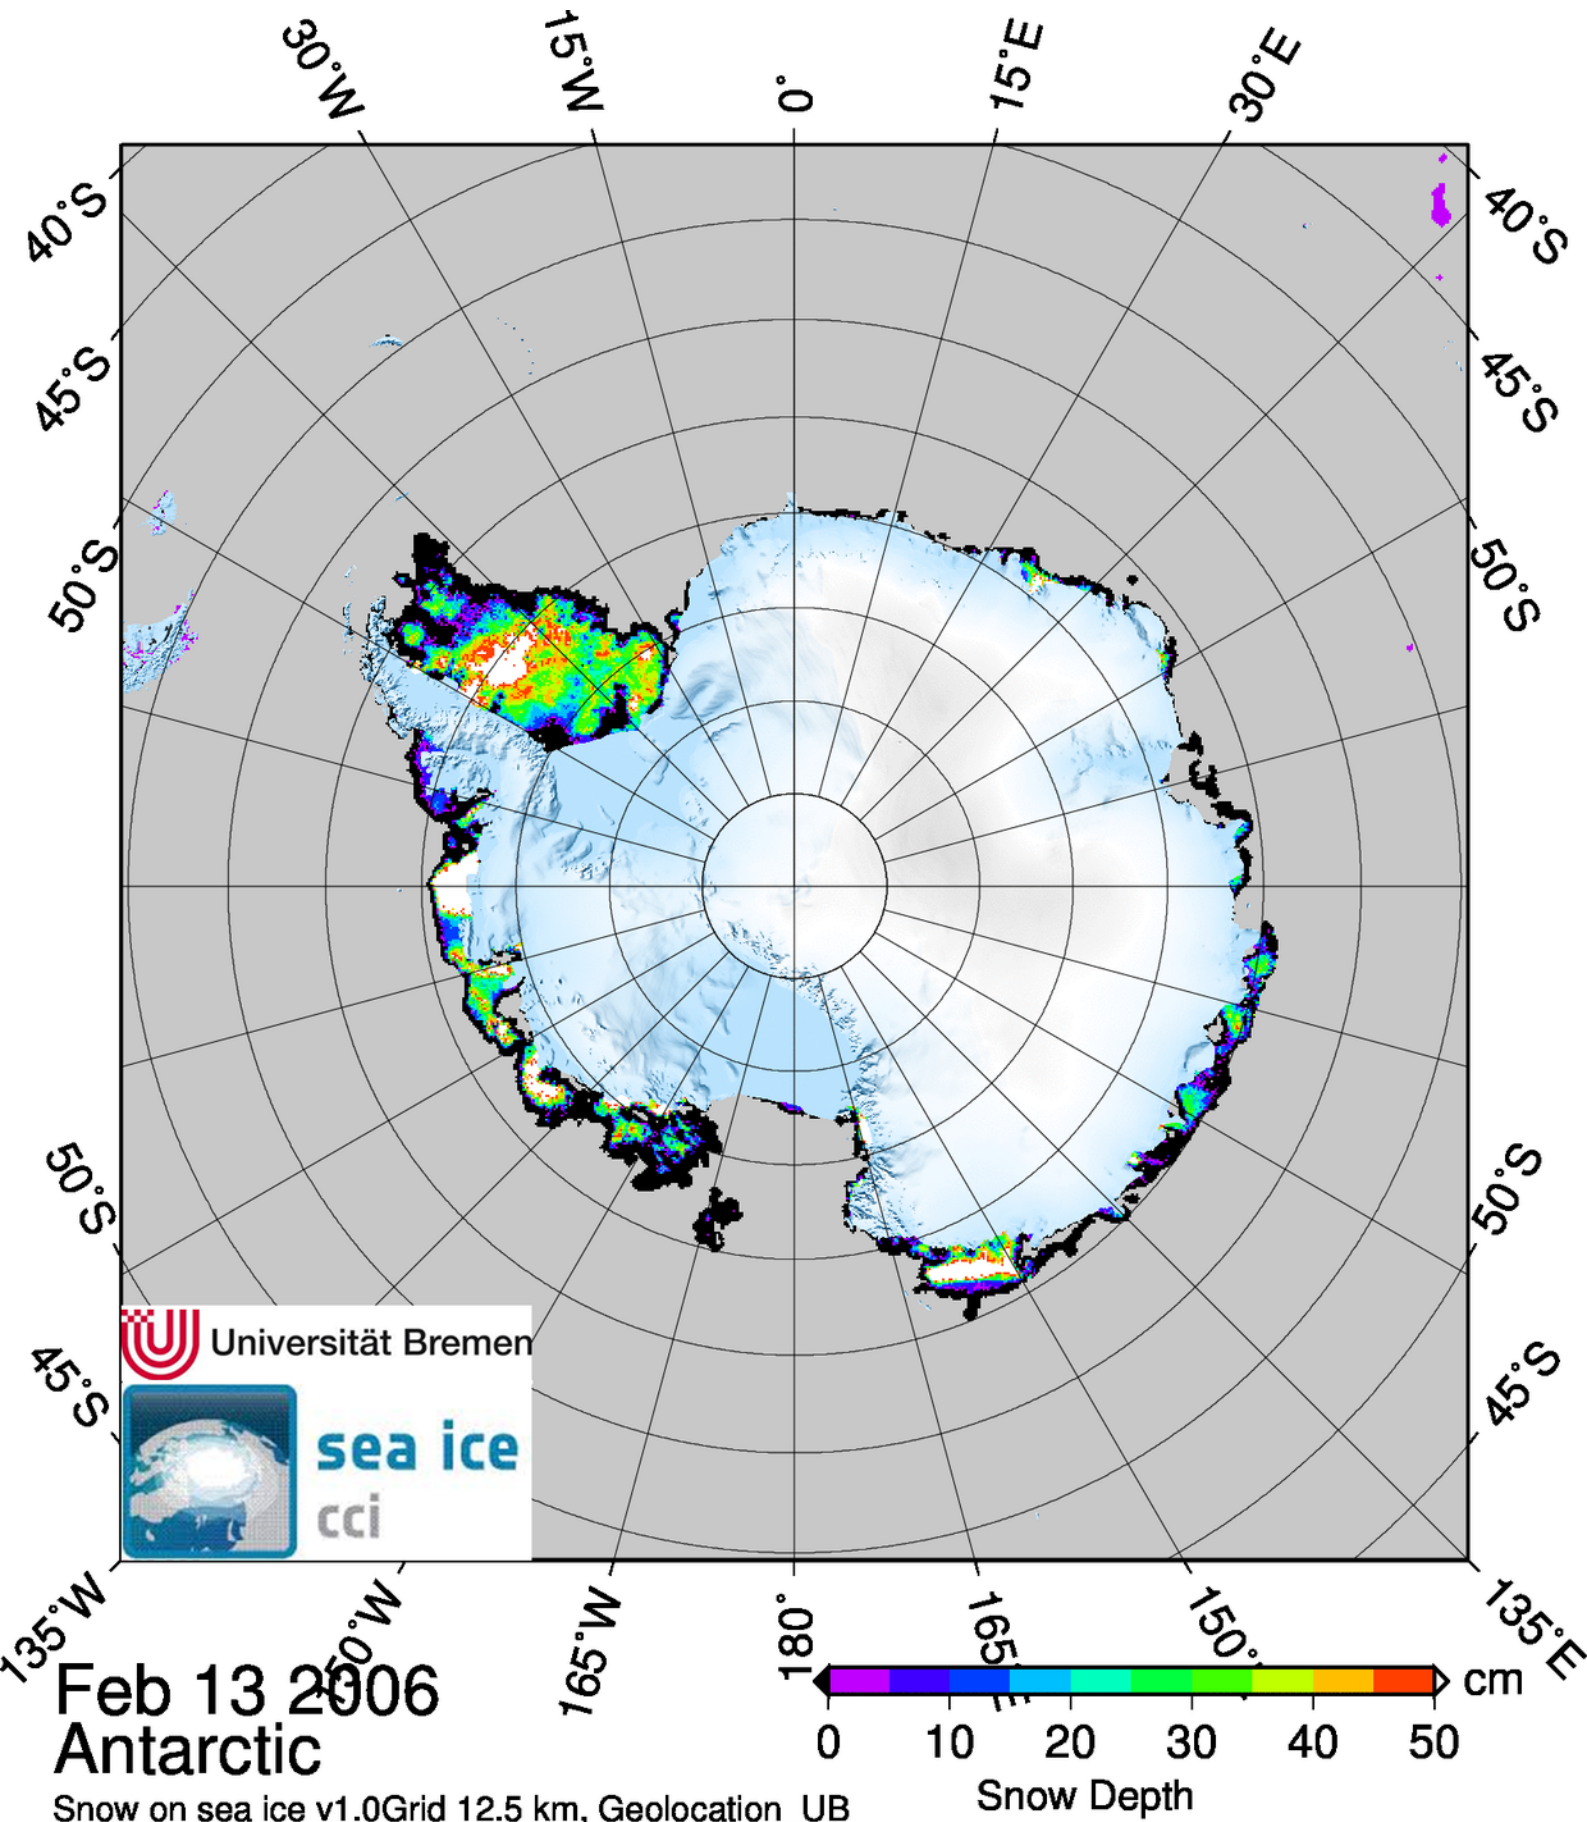 30°W 15°W 0° 15°E 30°E
40°S 40°S
45°S 45°S
50°S 50°S
50°S 50°S
45°S 45°S
Universität Bremen
sea ice
cci
135°W 150°W 165°W 180° 165°E 150° 135°E
Feb 13 2006
Antarctic
Snow on sea ice v1.0Grid 12.5 km, Geolocation UB
cm
0 10 20 30 40 50
Snow Depth